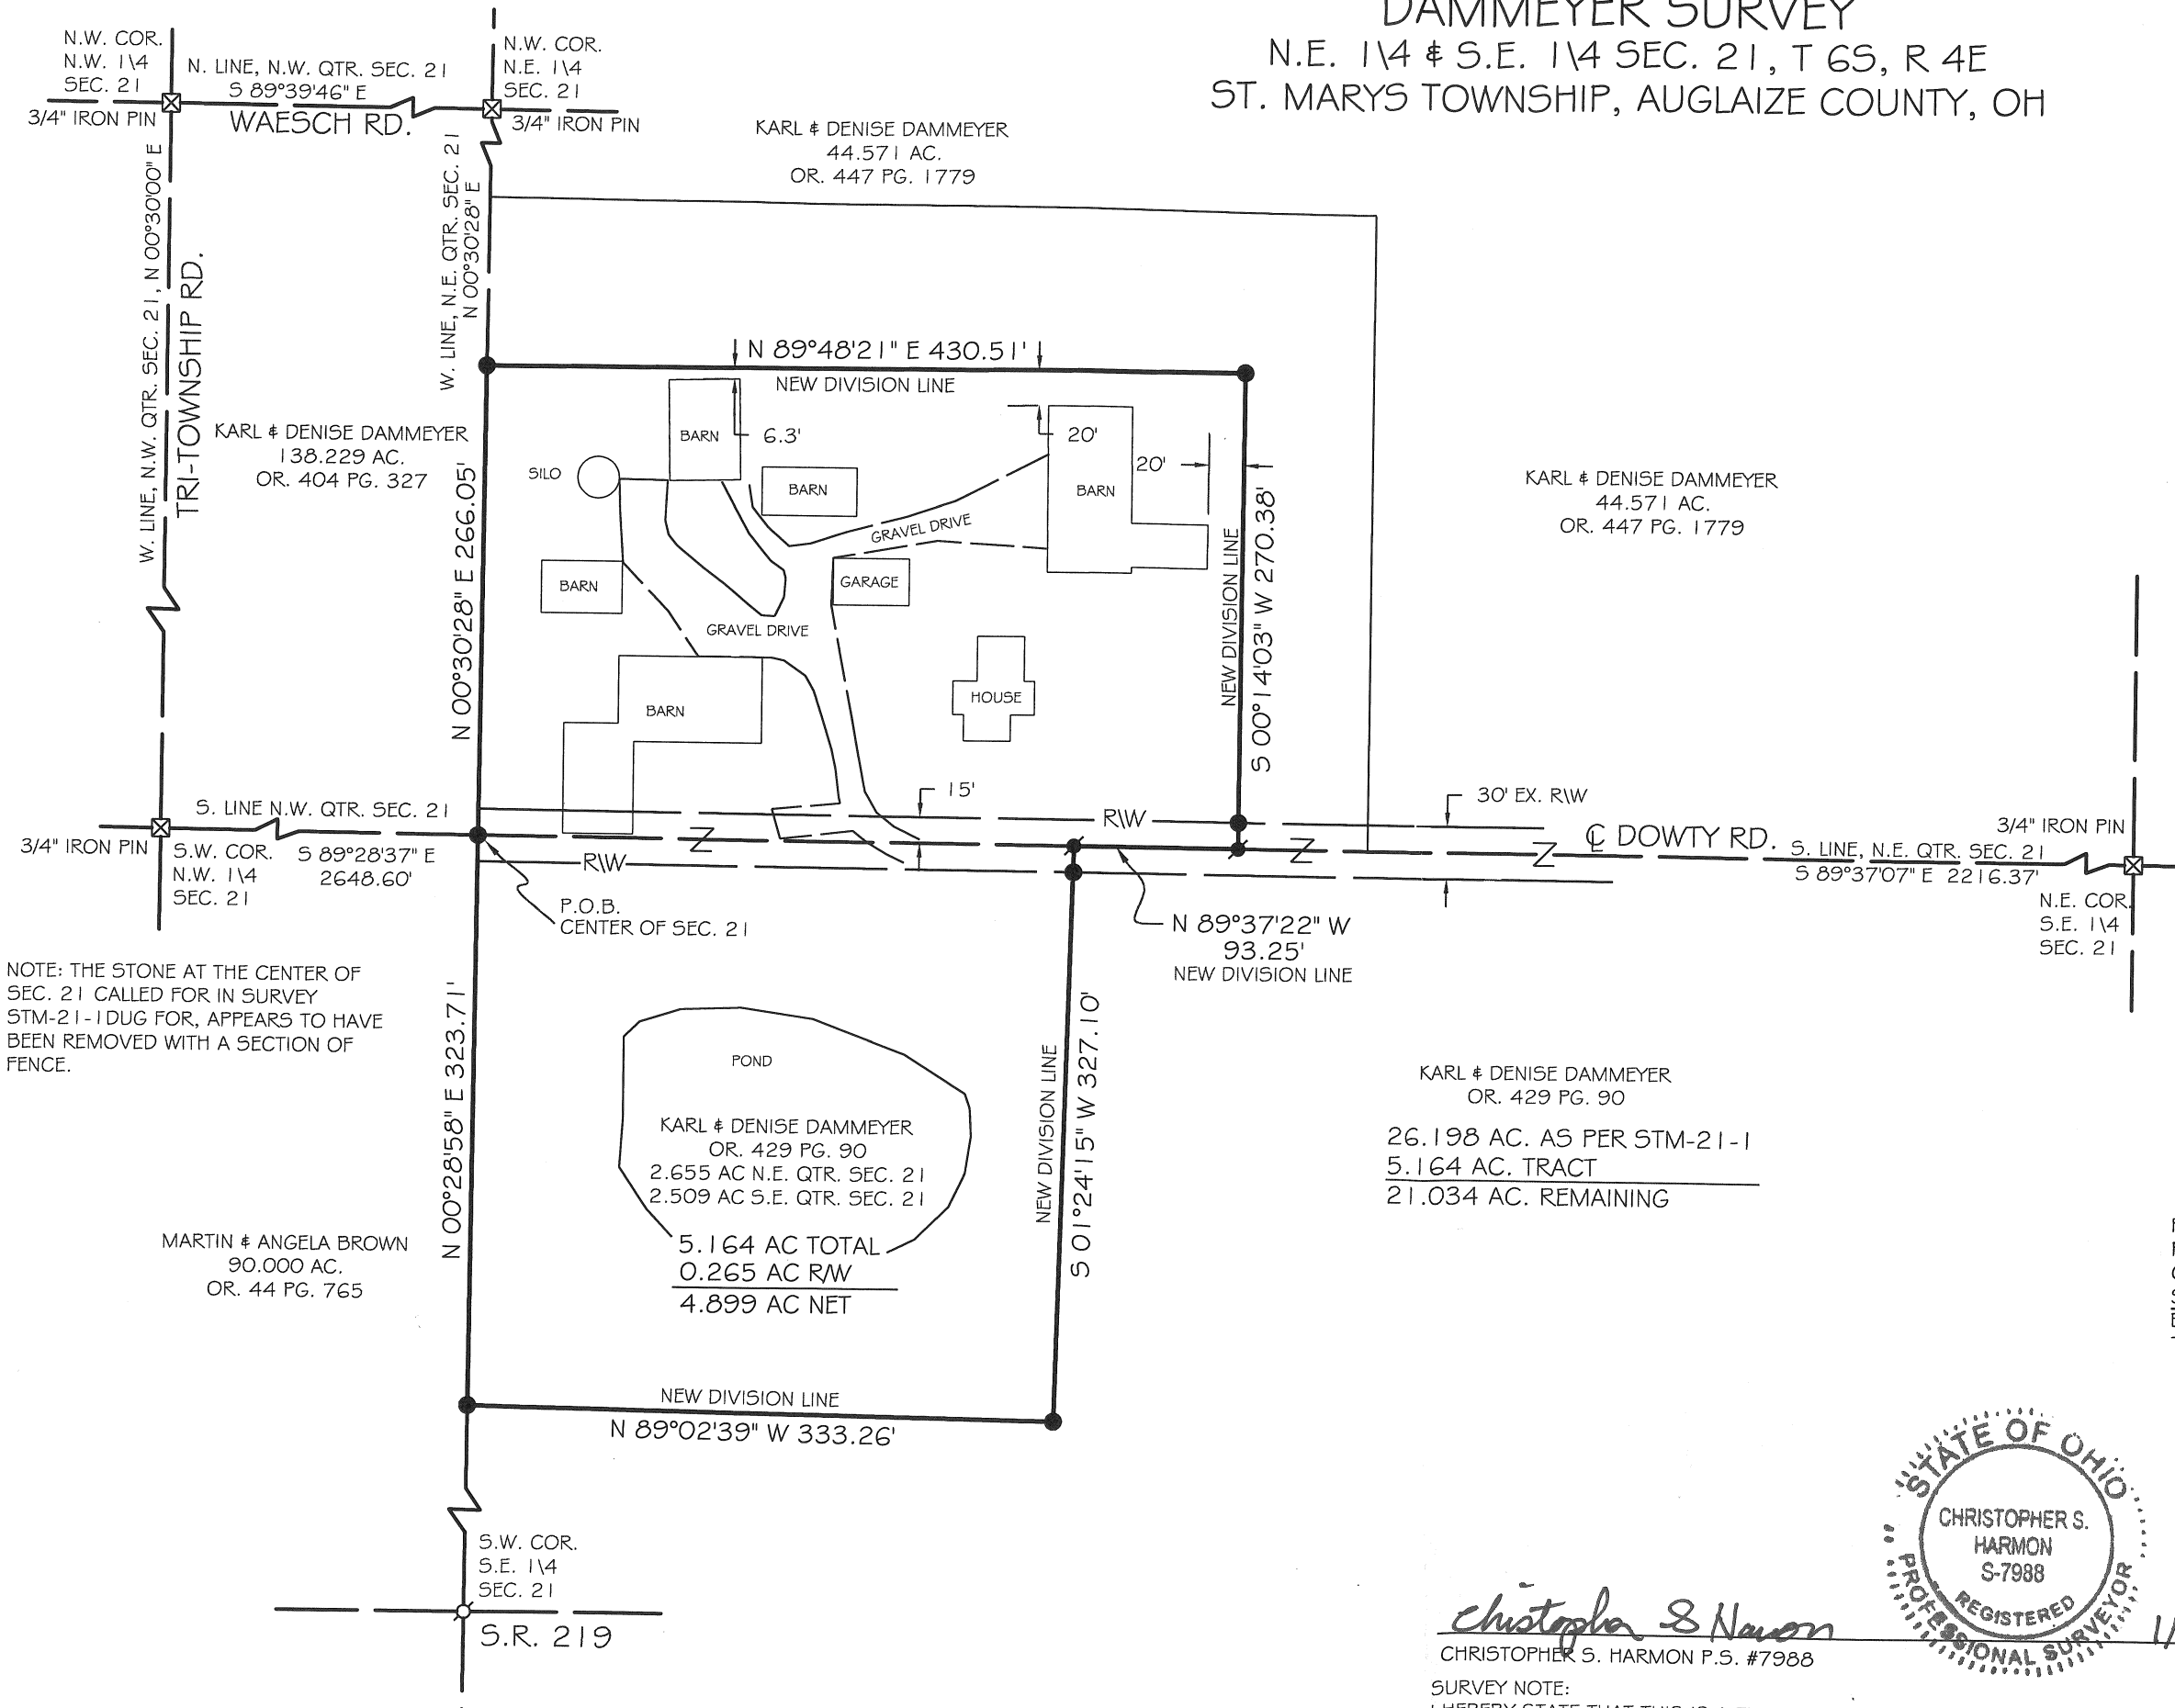 DAMMEYER SURVEY
N.E. 1\4 & S.E. 1\4 SEC. 21, T 6S, R 4E
ST. MARYS TOWNSHIP, AUGLAIZE COUNTY, OH
N.W. COR.
N.W. 1\4
SEC. 21
N. LINE, N.W. QTR. SEC. 21
S 89°39'46" E
N.W. COR.
N.E. 1\4
SEC. 21
3/4" IRON PIN
WAESCH RD.
3/4" IRON PIN
KARL & DENISE DAMMEYER
44.571 AC.
OR. 447 PG. 1779
W. LINE, N.W. QTR. SEC. 21, N 00°30'00" E
TRI-TOWNSHIP RD.
W. LINE, N.E. QTR. SEC. 21
N 00°30'28" E
N 89°48'21" E 430.51'
NEW DIVISION LINE
KARL & DENISE DAMMEYER
138.229 AC.
OR. 404 PG. 327
N 00°30'28" E 266.05'
SILO
BARN
6.3'
BARN
20'
20'
BARN
GRAVEL DRIVE
BARN
GARAGE
GRAVEL DRIVE
HOUSE
BARN
NEW DIVISION LINE
S 00°14'03" W 270.38'
KARL & DENISE DAMMEYER
44.571 AC.
OR. 447 PG. 1779
15'
R\W
30' EX. R\W
S. LINE N.W. QTR. SEC. 21
3/4" IRON PIN
S.W. COR.
N.W. 1\4
SEC. 21
S 89°28'37" E
2648.60'
R\W
℄ DOWTY RD.
S. LINE, N.E. QTR. SEC. 21
S 89°37'07" E 2216.37'
3/4" IRON PIN
N.E. COR.
S.E. 1\4
SEC. 21
P.O.B.
CENTER OF SEC. 21
N 89°37'22" W
93.25'
NEW DIVISION LINE
NOTE: THE STONE AT THE CENTER OF
SEC. 21 CALLED FOR IN SURVEY
STM-21-1 DUG FOR, APPEARS TO HAVE
BEEN REMOVED WITH A SECTION OF
FENCE.
N 00°28'58" E 323.71'
POND
KARL & DENISE DAMMEYER
OR. 429 PG. 90
2.655 AC N.E. QTR. SEC. 21
2.509 AC S.E. QTR. SEC. 21
5.164 AC TOTAL
0.265 AC R/W
4.899 AC NET
NEW DIVISION LINE
S 01°24'15" W 327.10'
KARL & DENISE DAMMEYER
OR. 429 PG. 90
26.198 AC. AS PER STM-21-1
5.164 AC. TRACT
21.034 AC. REMAINING
MARTIN & ANGELA BROWN
90.000 AC.
OR. 44 PG. 765
NEW DIVISION LINE
N 89°02'39" W 333.26'
S.W. COR.
S.E. 1\4
SEC. 21
S.R. 219
STATE OF OHIO
CHRISTOPHER S.
HARMON
S-7988
REGISTERED
PROFESSIONAL SURVEYOR
Christopher S Harmon
CHRISTOPHER S. HARMON P.S. #7988
SURVEY NOTE: